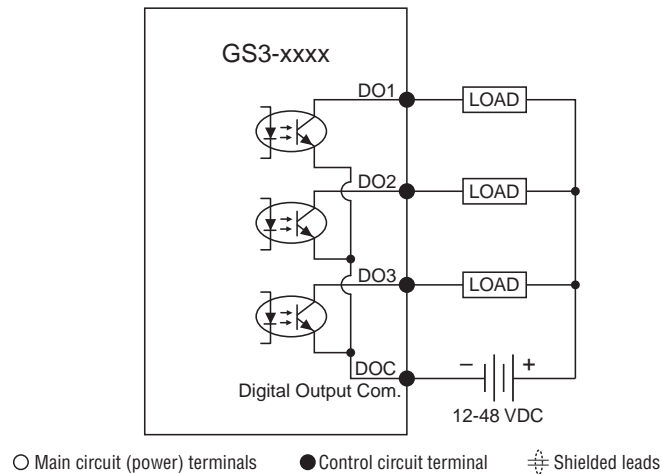 GS3-xxxx
DO1
LOAD
DO2
LOAD
DO3
LOAD
DOC
Digital Output Com.
– +
12-48 VDC
Main circuit (power) terminals
Control circuit terminal
Shielded leads